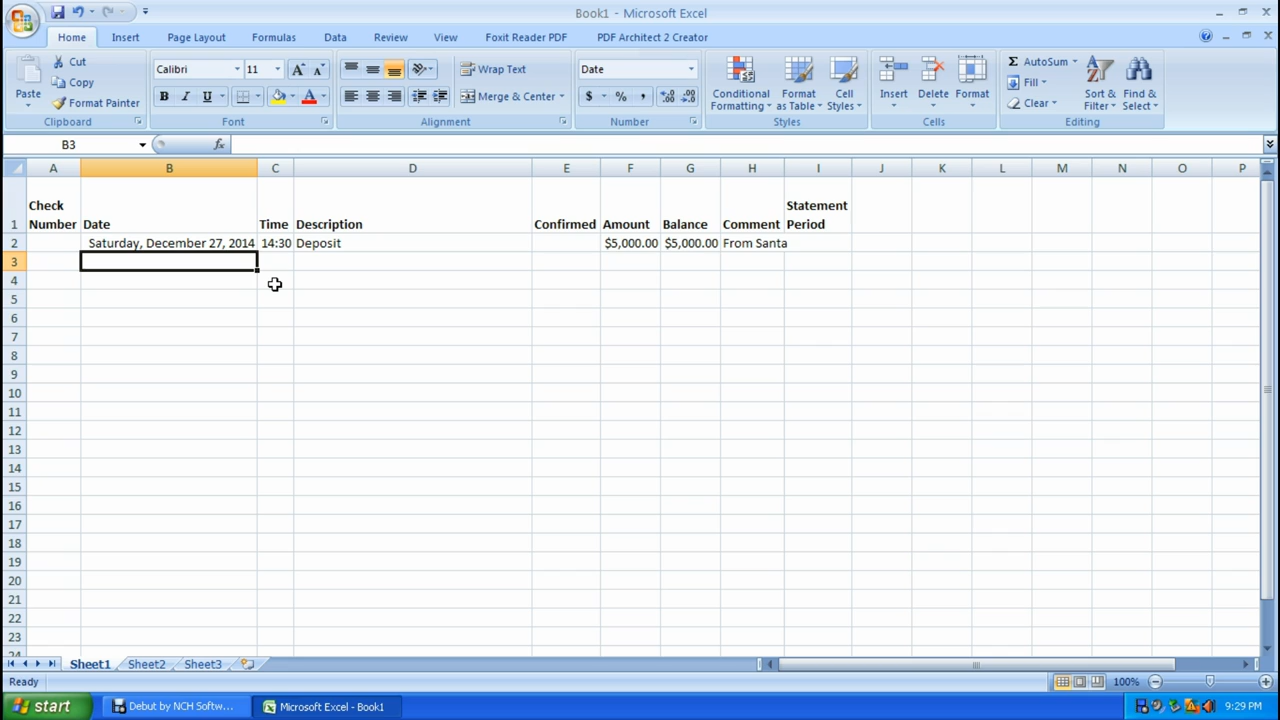 Book1 - Microsoft Excel
Home Insert Page Layout Formulas Data Review View Foxit Reader PDF PDF Architect 2 Creator
Paste
Cut
Copy
Format Painter
Clipboard
Calibri 11
B I U A
Font
Wrap Text
Merge & Center
Alignment
Date
$ % ,
Number
Conditional Formatting
Format as Table
Cell Styles
Styles
Insert
Delete
Format
Cells
Σ AutoSum
Fill
Clear
Sort & Filter
Find & Select
Editing
B3 fx
A B C D E F G H I J K L M N O P
1 Check Number Date Time Description Confirmed Amount Balance Comment Statement Period
2 Saturday, December 27, 2014 14:30 Deposit $5,000.00 $5,000.00 From Santa
3
4
5
6
7
8
9
10
11
12
13
14
15
16
17
18
19
20
21
22
23
24
Sheet1 Sheet2 Sheet3
Ready 100%
start Debut by NCH Softw... Microsoft Excel - Book1 9:29 PM